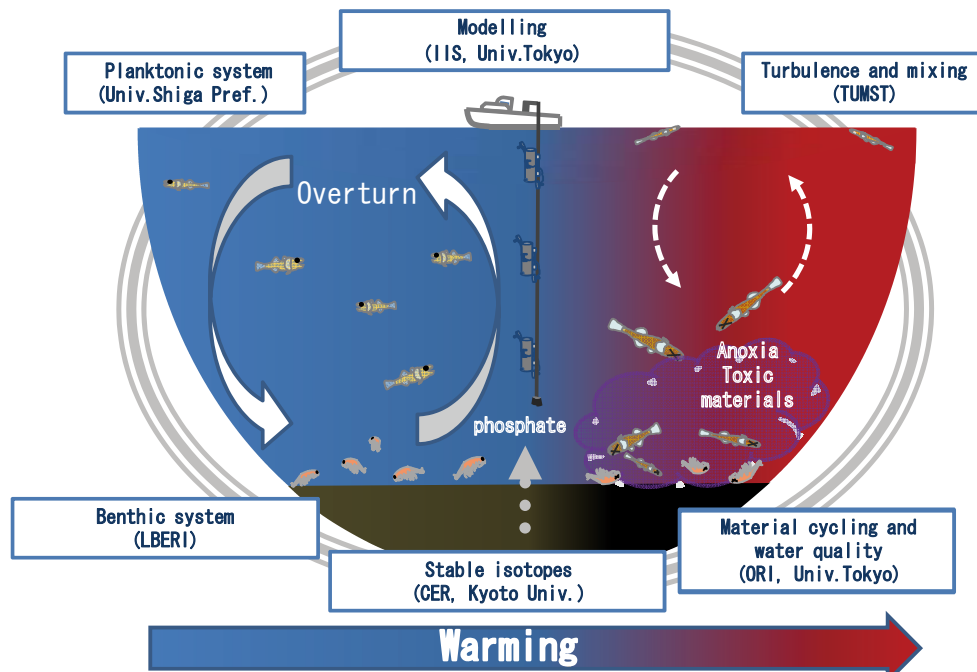 Modelling
(IIS, Univ.Tokyo)
Planktonic system
(Univ.Shiga Pref.)
Turbulence and mixing
(TUMST)
Overturn
Anoxia
Toxic
materials
phosphate
Benthic system
(LBERI)
Material cycling and
water quality
(ORI, Univ.Tokyo)
Stable isotopes
(CER, Kyoto Univ.)
Warming